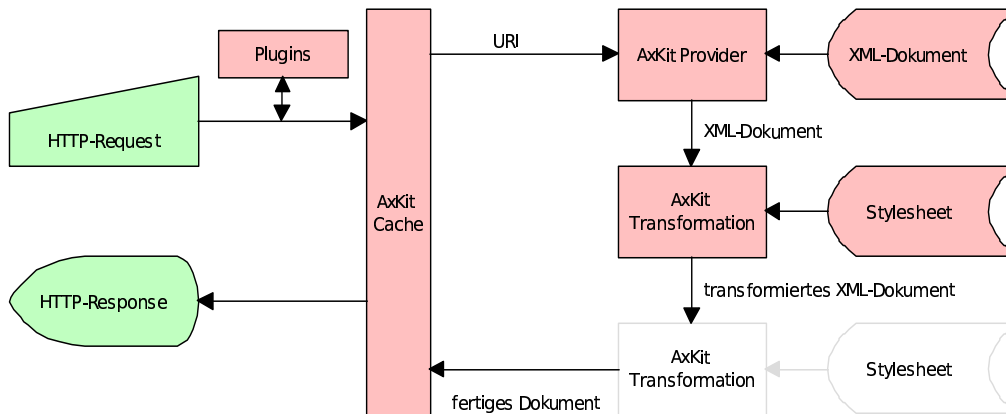 URI
Plugins
AxKit Provider
XML-Dokument
HTTP-Request
XML-Dokument
AxKit
Cache
AxKit
Transformation
Stylesheet
HTTP-Response
transformiertes XML-Dokument
AxKit
Transformation
Stylesheet
fertiges Dokument